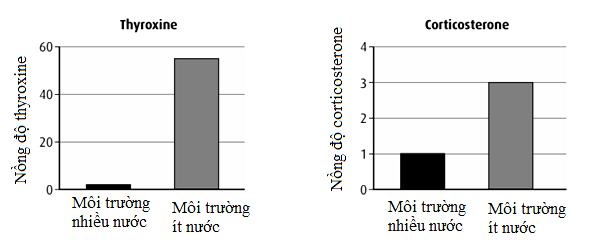 Thyroxine
Nồng độ thyroxine
60
40
20
0
Môi trường
nhiều nước
Môi trường
ít nước
Corticosterone
Nồng độ corticosterone
4
3
2
1
0
Môi trường
nhiều nước
Môi trường
ít nước